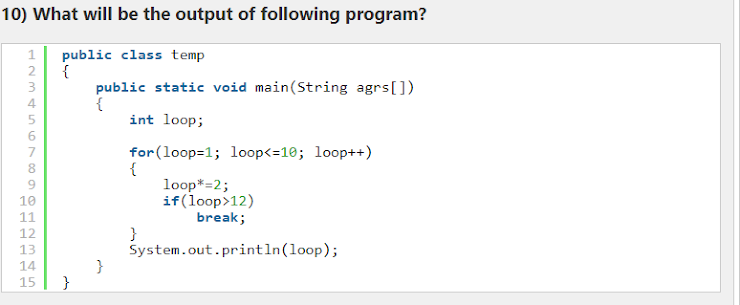 10) What will be the output of following program?
1 public class temp
2 {
3 public static void main(String agrs[])
4 {
5 int loop;
6
7 for(loop=1; loop<=10; loop++)
8 {
9 loop*=2;
10 if(loop>12)
11 break;
12 }
13 System.out.println(loop);
14 }
15 }